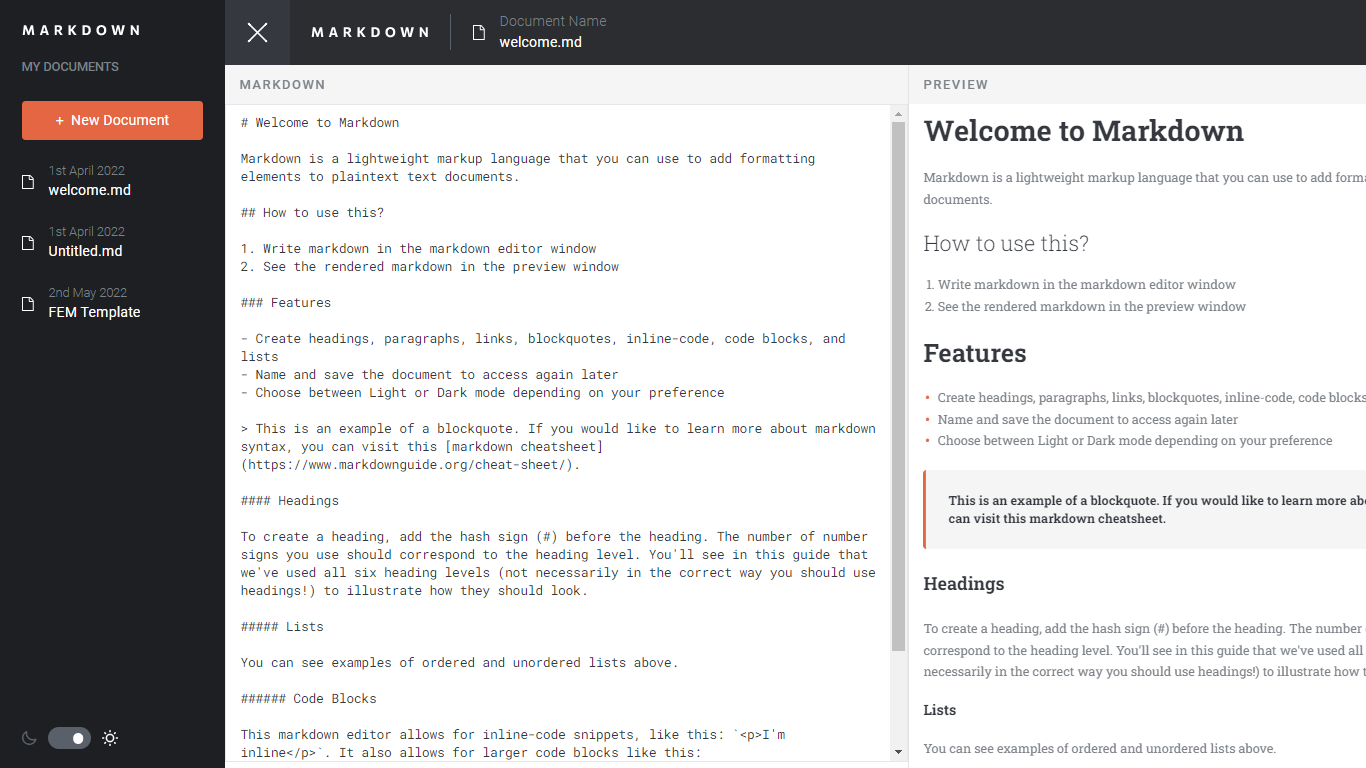 MARKDOWN
MY DOCUMENTS
+ New Document
1st April 2022
welcome.md
1st April 2022
Untitled.md
2nd May 2022
FEM Template
MARKDOWN
Document Name
welcome.md
MARKDOWN
# Welcome to Markdown
Markdown is a lightweight markup language that you can use to add formatting
elements to plaintext text documents.
## How to use this?
1. Write markdown in the markdown editor window
2. See the rendered markdown in the preview window
### Features
- Create headings, paragraphs, links, blockquotes, inline-code, code blocks, and
lists
- Name and save the document to access again later
- Choose between Light or Dark mode depending on your preference
> This is an example of a blockquote. If you would like to learn more about markdown
syntax, you can visit this [markdown cheatsheet]
(https://www.markdownguide.org/cheat-sheet/).
#### Headings
To create a heading, add the hash sign (#) before the heading. The number of number
signs you use should correspond to the heading level. You'll see in this guide that
we've used all six heading levels (not necessarily in the correct way you should use
headings!) to illustrate how they should look.
##### Lists
You can see examples of ordered and unordered lists above.
###### Code Blocks
This markdown editor allows for inline-code snippets, like this: `<p>I'm
inline</p>`. It also allows for larger code blocks like this:
PREVIEW
Welcome to Markdown
Markdown is a lightweight markup language that you can use to add forma
documents.
How to use this?
1. Write markdown in the markdown editor window
2. See the rendered markdown in the preview window
Features
• Create headings, paragraphs, links, blockquotes, inline-code, code blocks
• Name and save the document to access again later
• Choose between Light or Dark mode depending on your preference
This is an example of a blockquote. If you would like to learn more abo
can visit this markdown cheatsheet.
Headings
To create a heading, add the hash sign (#) before the heading. The number
correspond to the heading level. You'll see in this guide that we've used all
necessarily in the correct way you should use headings!) to illustrate how t
Lists
You can see examples of ordered and unordered lists above.